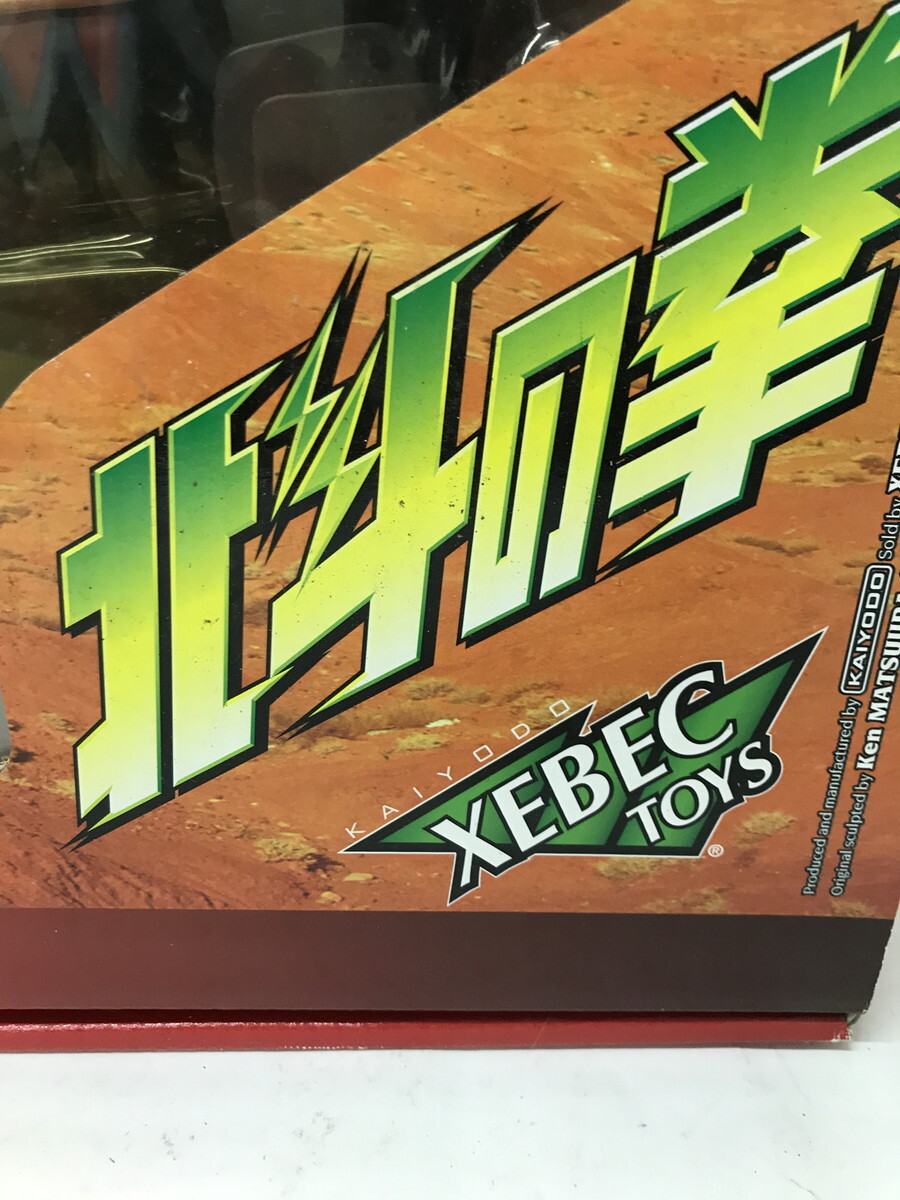 北斗の拳
KAIYODO
XEBEC
TOYS
®
Produced and manufactured by KAIYODO Sold by
Original sculpted by Ken MATSUURA